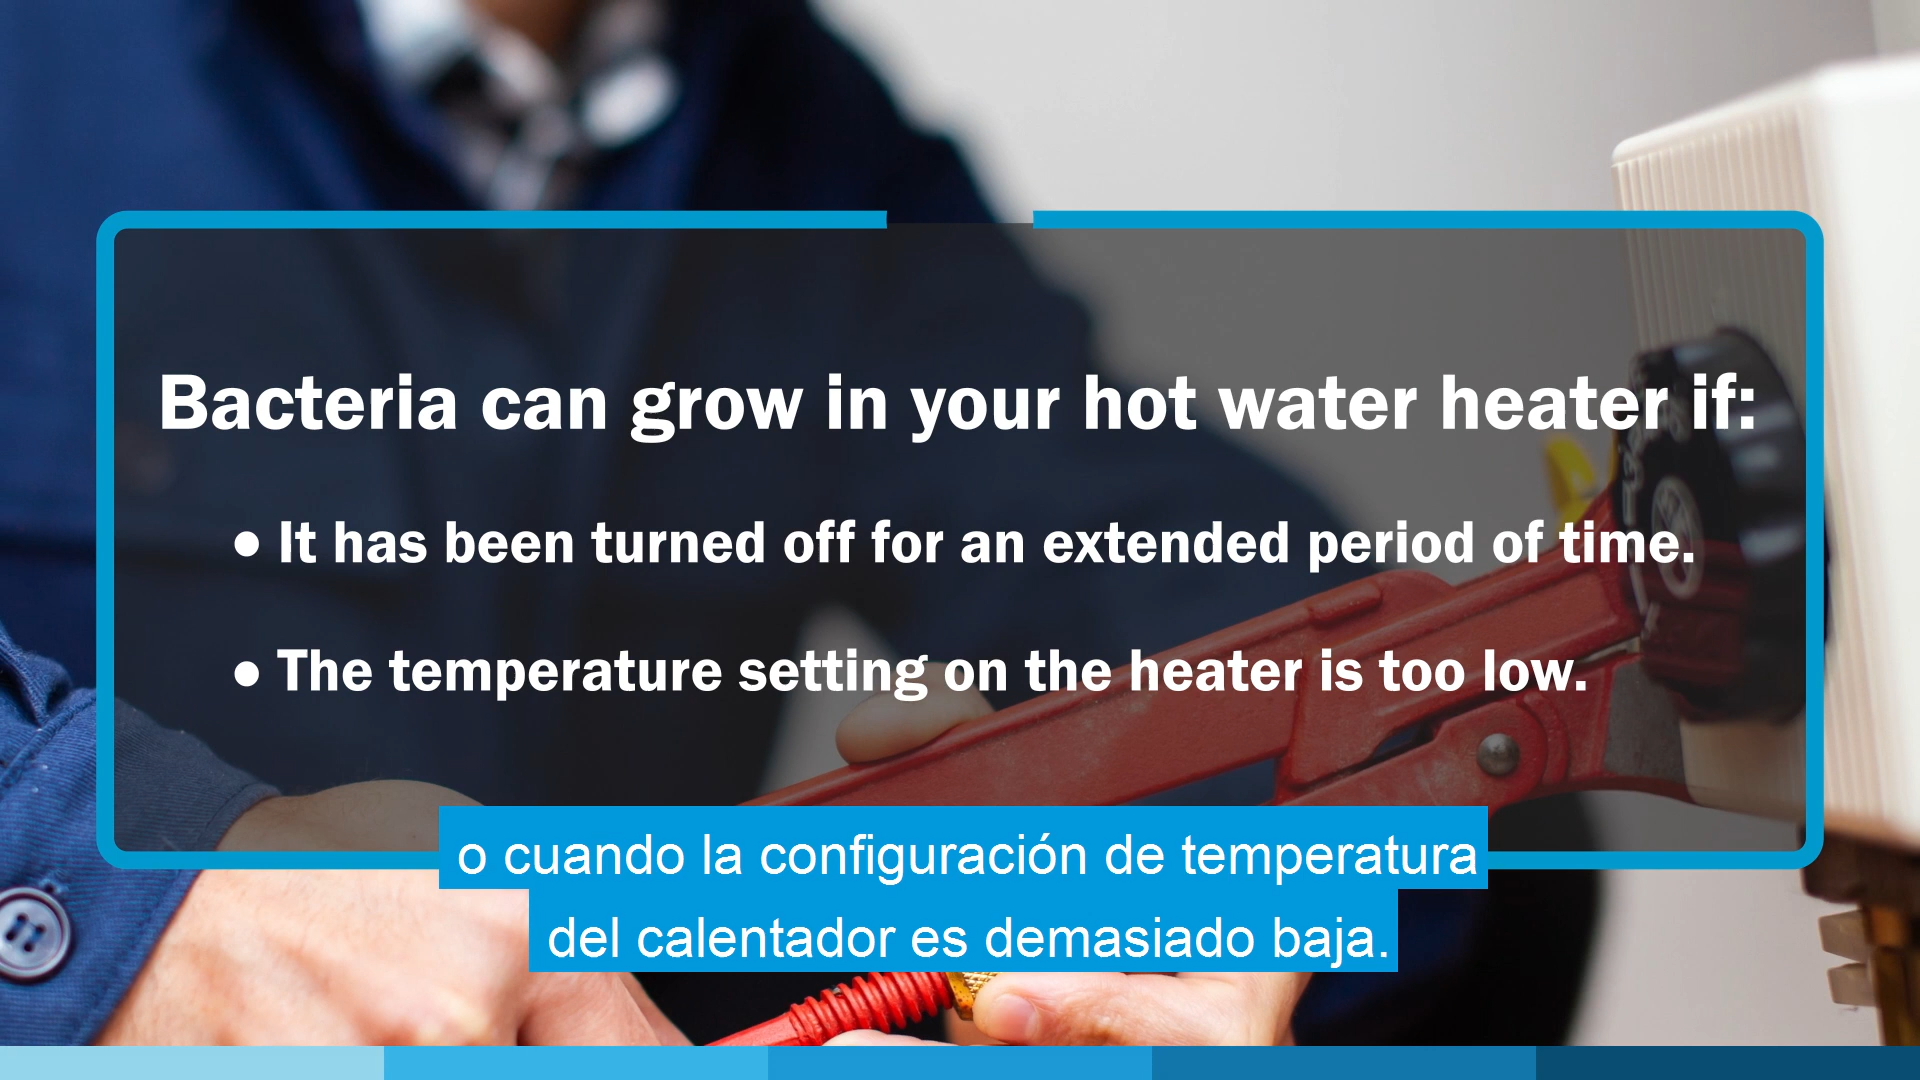 Bacteria can grow in your hot water heater if:
● It has been turned off for an extended period of time.
● The temperature setting on the heater is too low.
o cuando la configuración de temperatura
del calentador es demasiado baja.